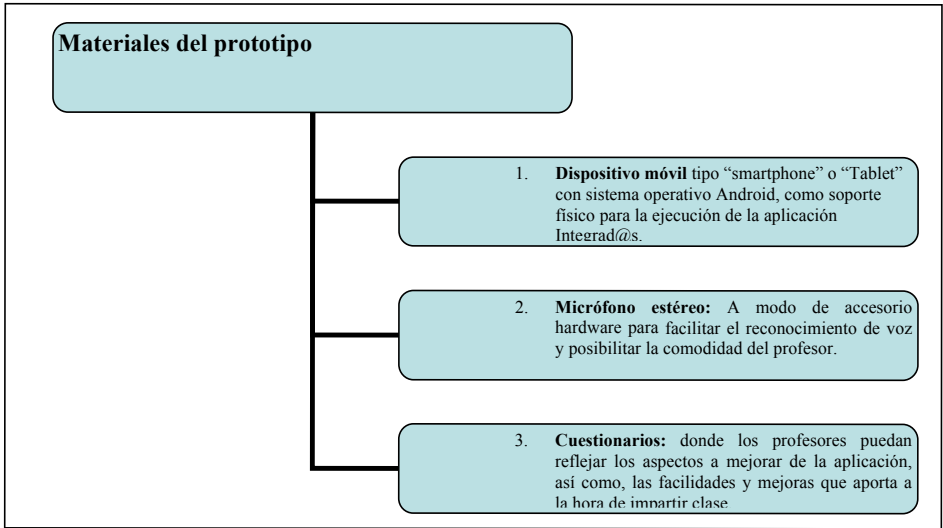 Materiales del prototipo
1. Dispositivo móvil tipo “smartphone” o “Tablet”
con sistema operativo Android, como soporte
físico para la ejecución de la aplicación
Integrad@s.
2. Micrófono estéreo: A modo de accesorio
hardware para facilitar el reconocimiento de voz
y posibilitar la comodidad del profesor.
3. Cuestionarios: donde los profesores puedan
reflejar los aspectos a mejorar de la aplicación,
así como, las facilidades y mejoras que aporta a
la hora de impartir clase